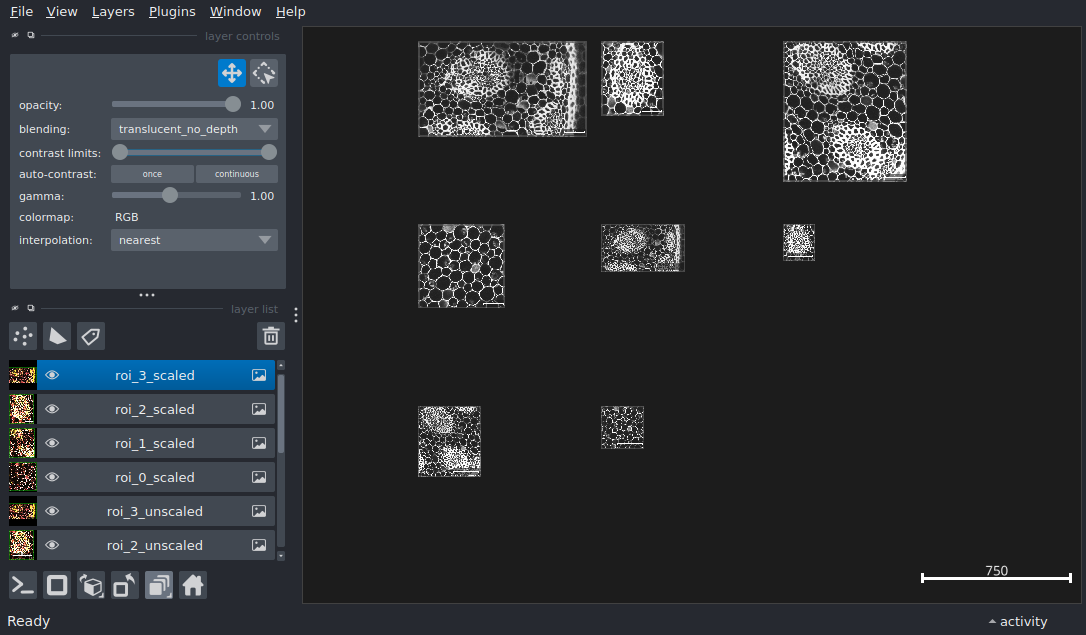 File View Layers Plugins Window Help
layer controls
opacity: 1.00
blending: translucent_no_depth
contrast limits:
auto-contrast: once continuous
gamma: 1.00
colormap: RGB
interpolation: nearest
layer list
roi_3_scaled
roi_2_scaled
roi_1_scaled
roi_0_scaled
roi_3_unscaled
roi_2_unscaled
750
Ready activity